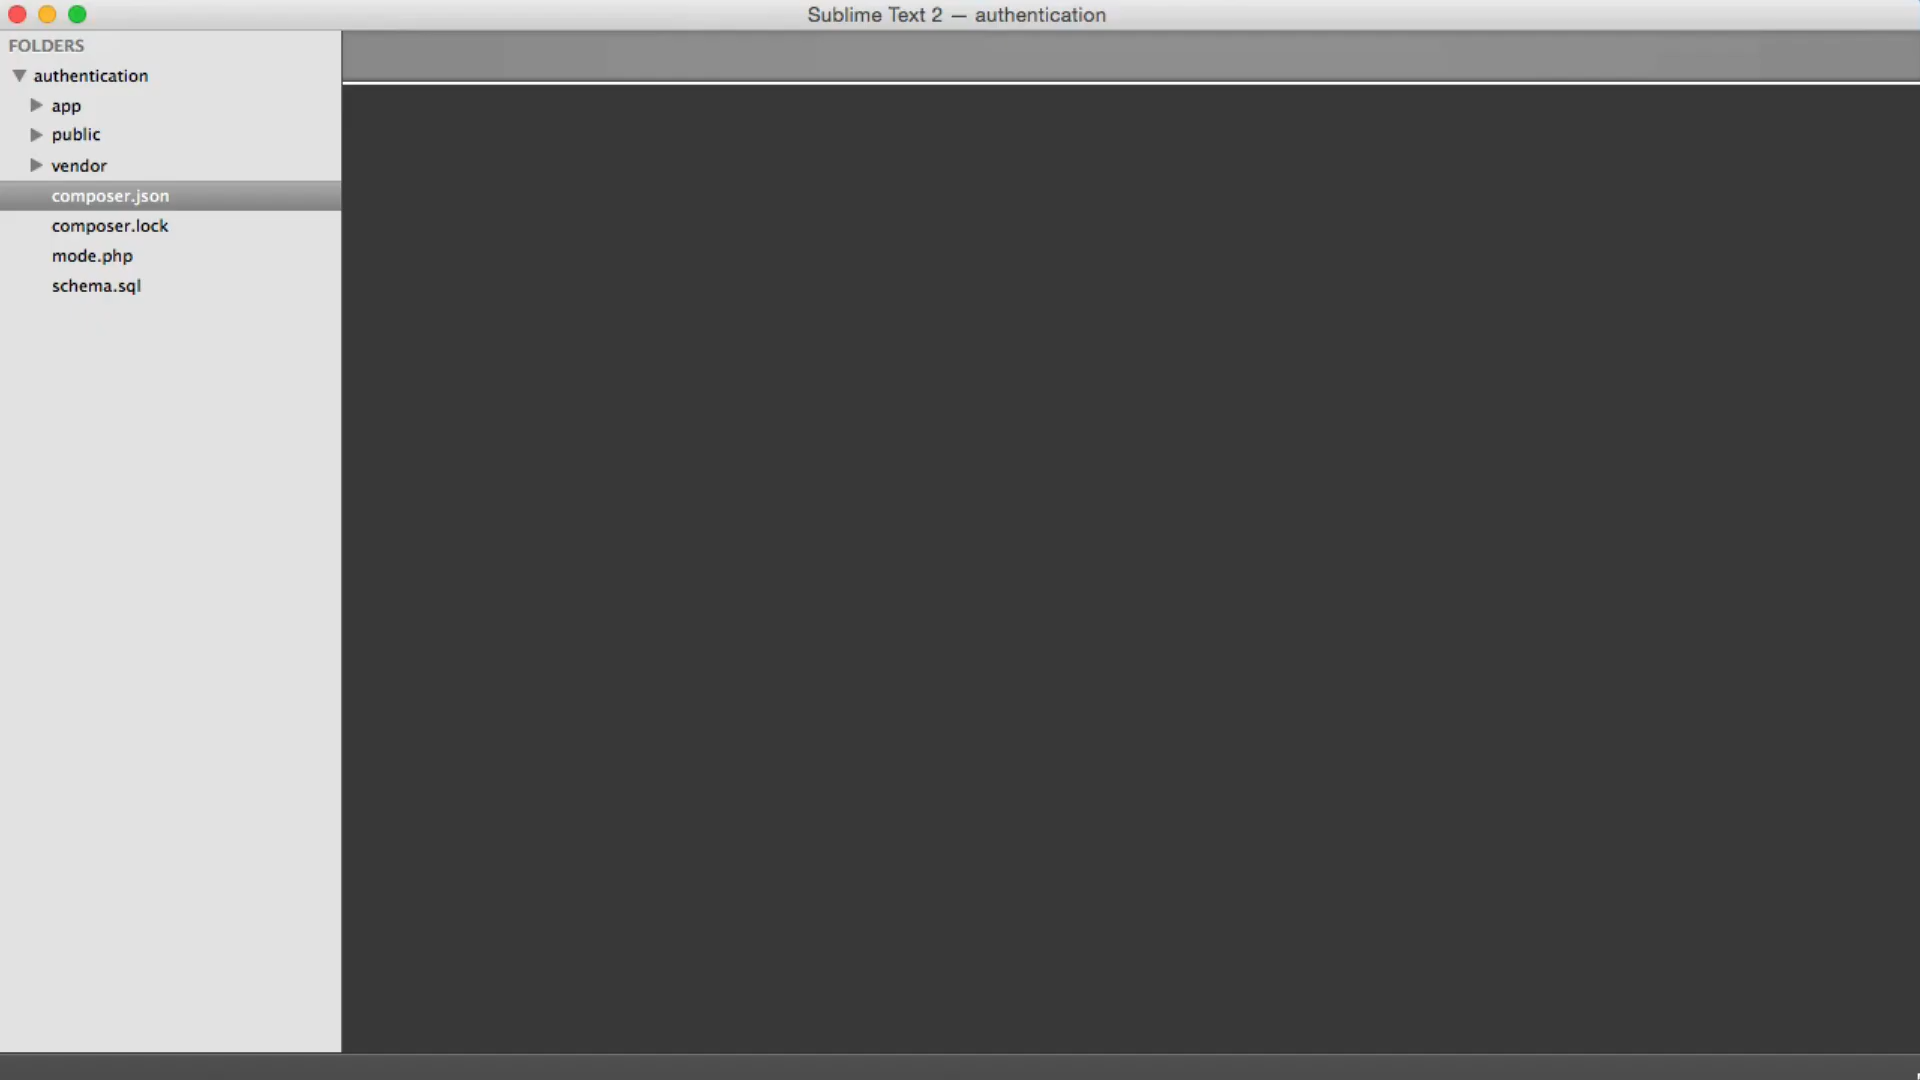 Sublime Text 2 — authentication
FOLDERS
authentication
app
public
vendor
composer.json
composer.lock
mode.php
schema.sql